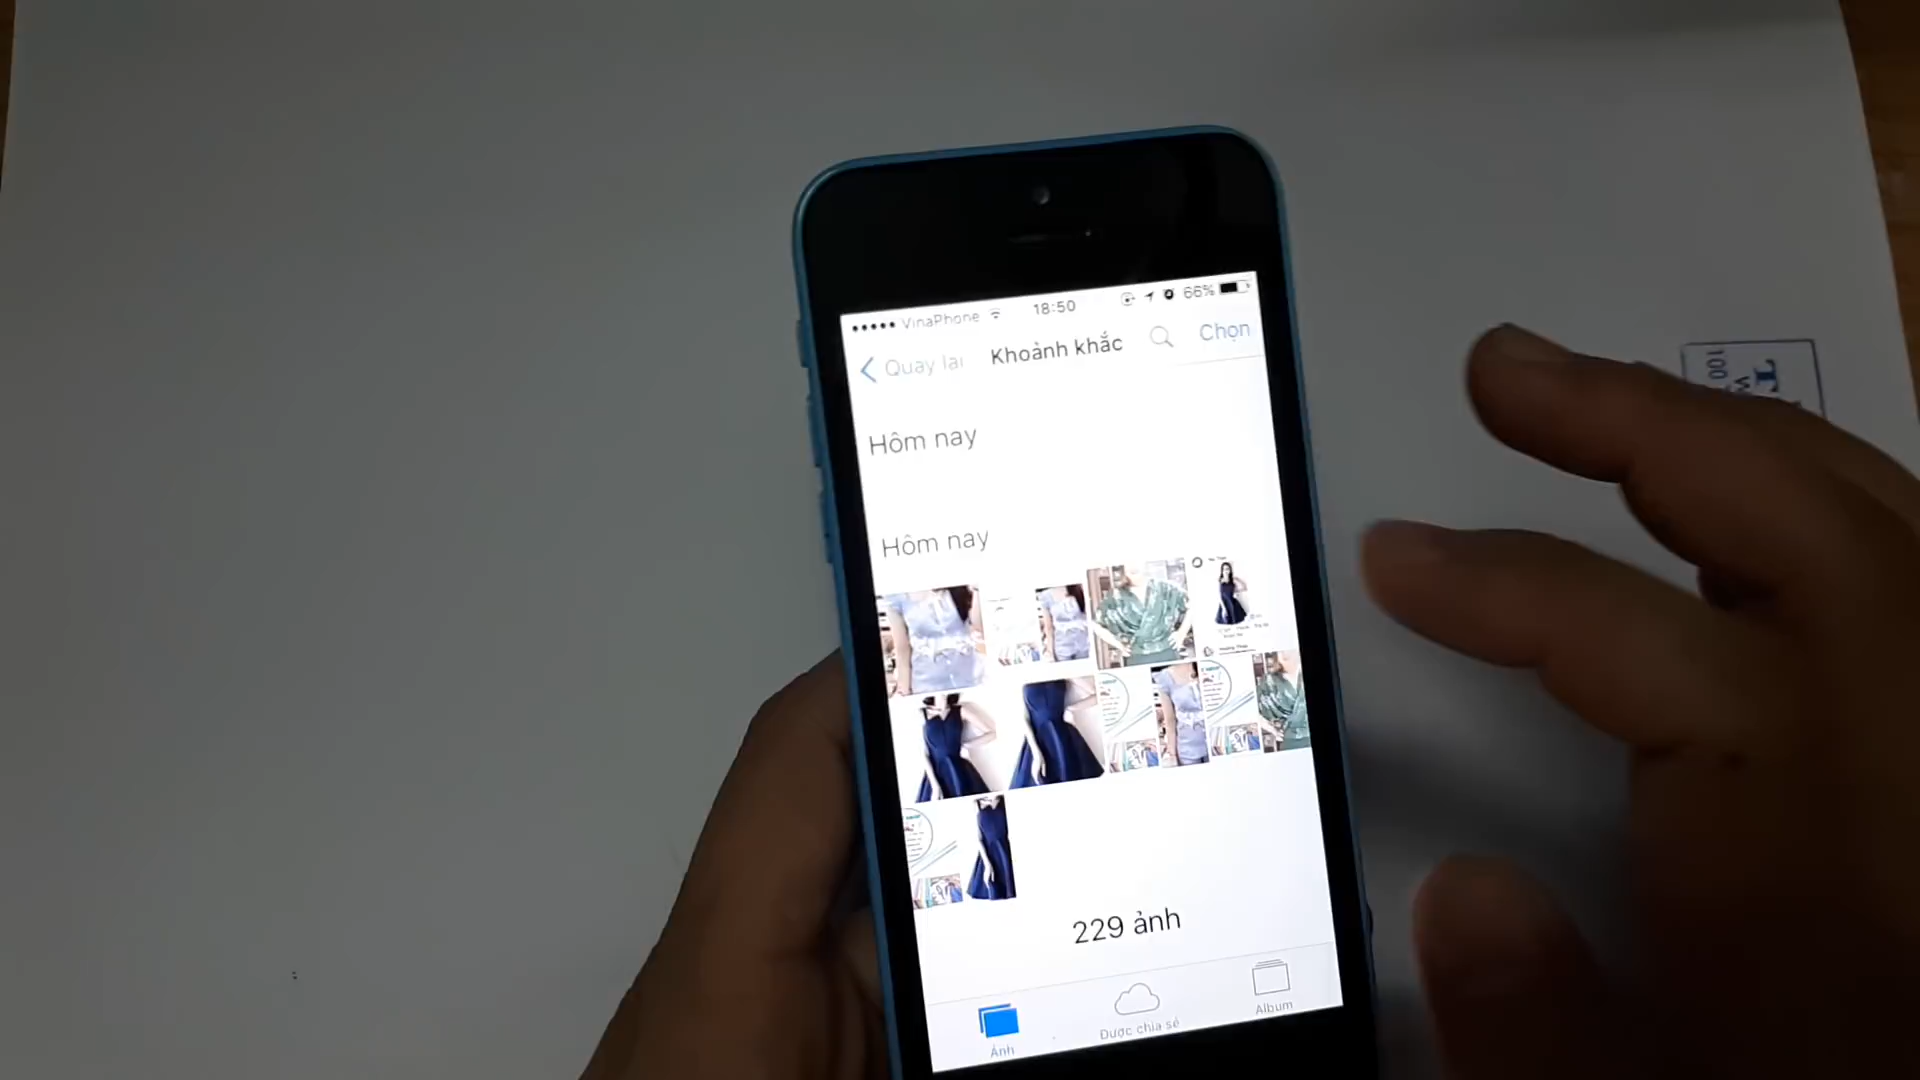 VinaPhone 18:50 66%
Quay lại Khoảnh khắc Chọn
Hôm nay
Hôm nay
229 ảnh
Ảnh Được chia sẻ Album
100
T
W